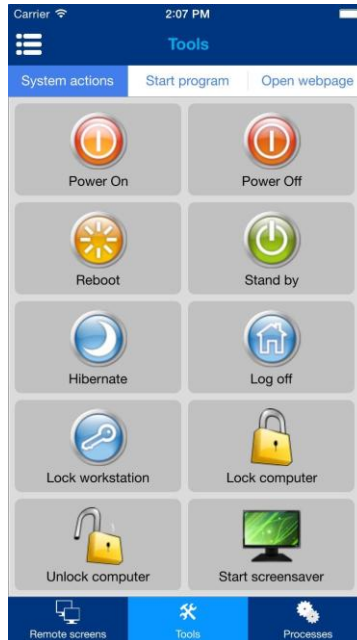 Carrier 2:07 PM
Tools
System actions Start program Open webpage
Power On Power Off
Reboot Stand by
Hibernate Log off
Lock workstation Lock computer
Unlock computer Start screensaver
Remote screens Tools Processes